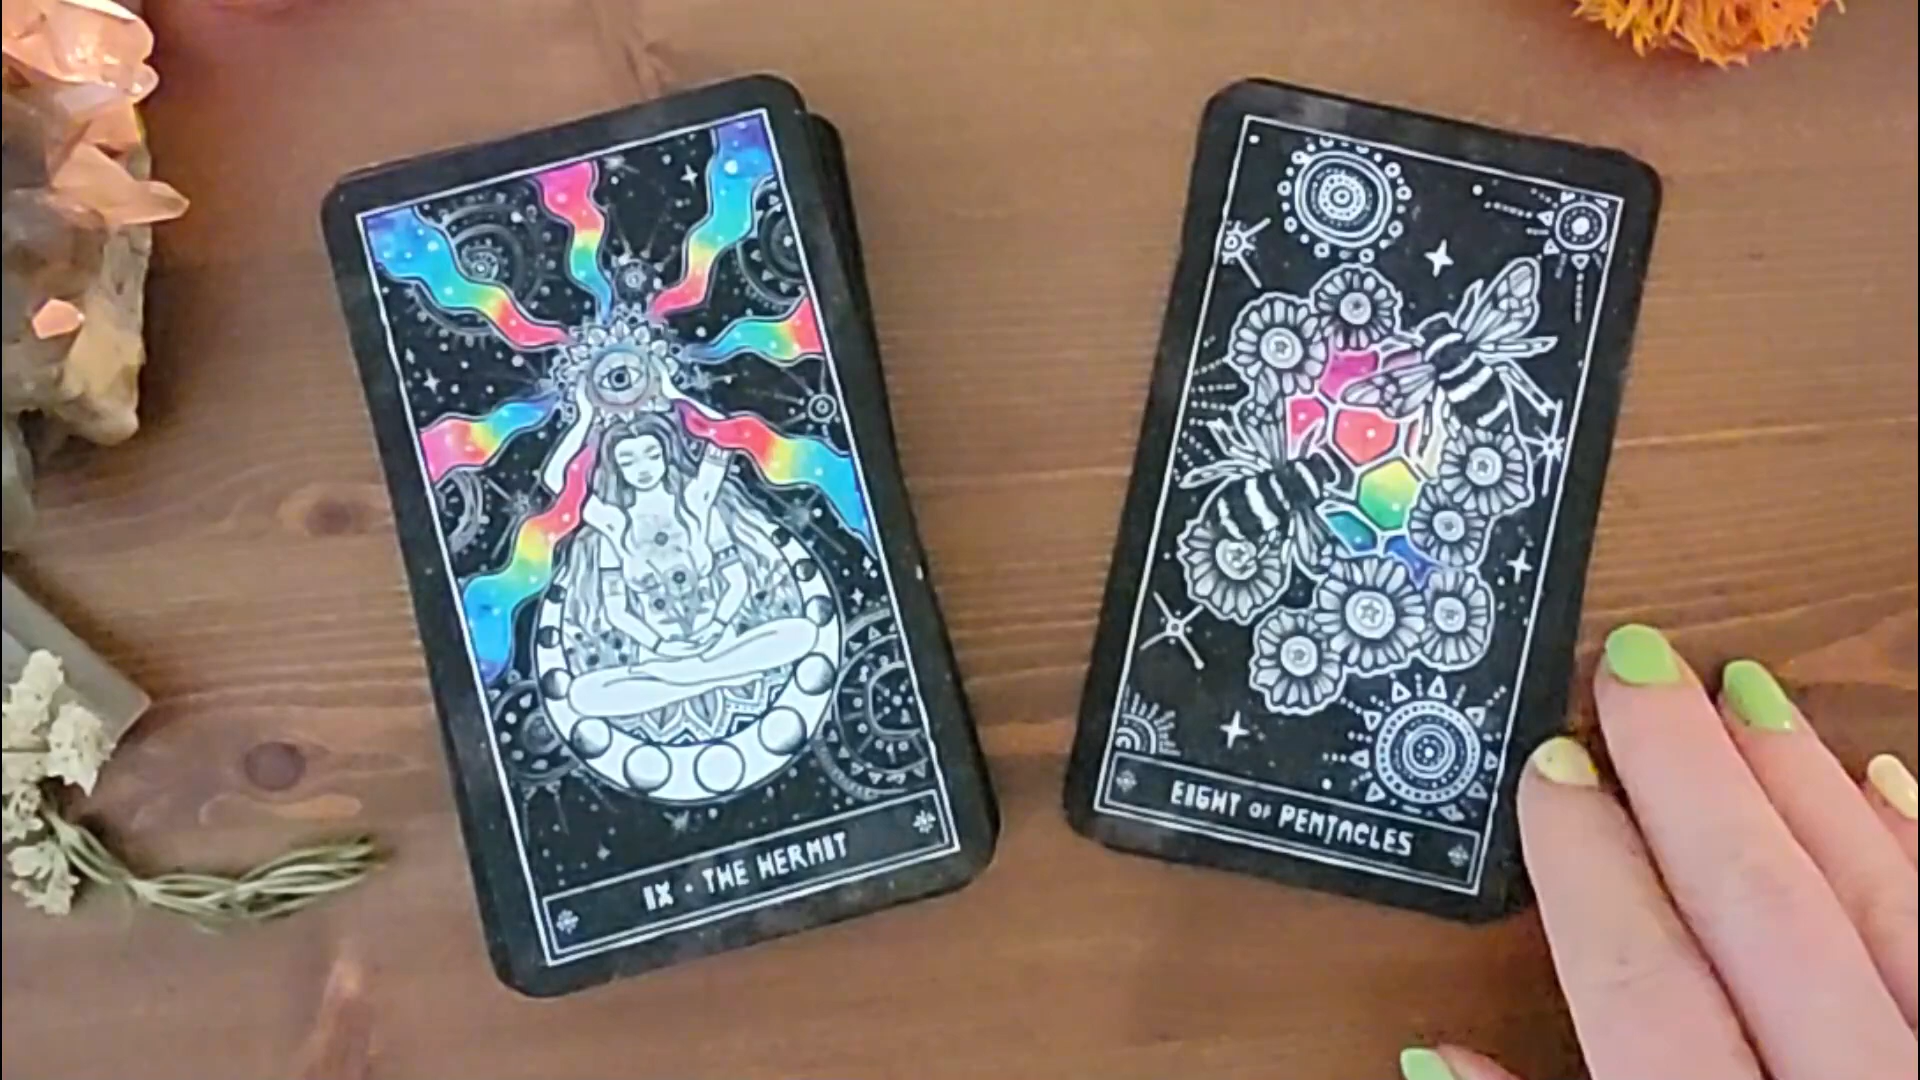 IX • THE HERMIT
EIGHT OF PENTACLES